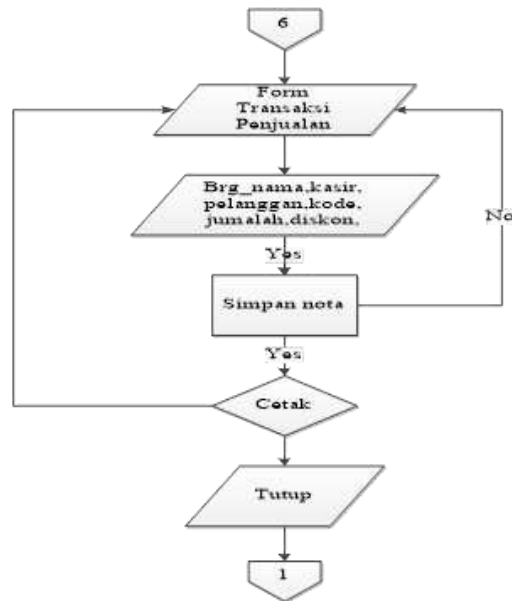 6
Form
Transaksi
Penjualan
Brg_nama,kasir,
pelanggan,kode,
jumalah,diskon,
No
Yes
Simpan nota
Yes
Cetak
Tutup
1